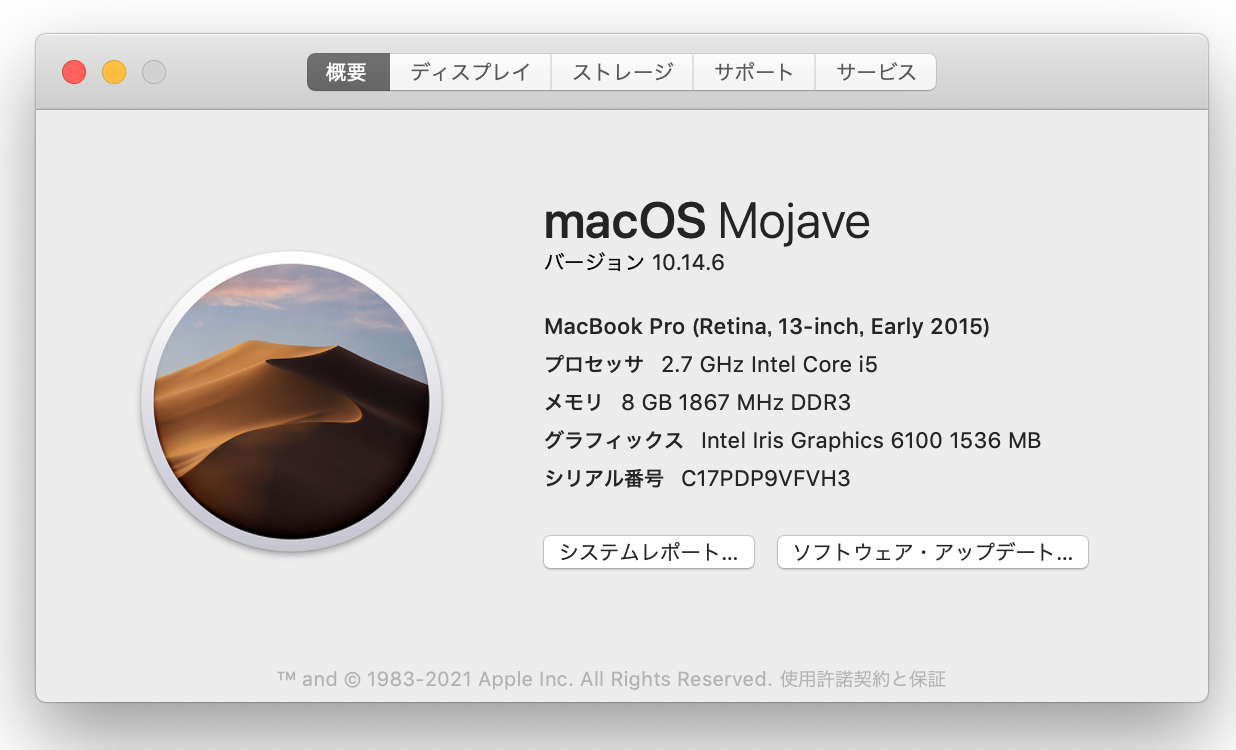 概要 ディスプレイ ストレージ サポート サービス
macOS Mojave
バージョン 10.14.6
MacBook Pro (Retina, 13-inch, Early 2015)
プロセッサ 2.7 GHz Intel Core i5
メモリ 8 GB 1867 MHz DDR3
グラフィックス Intel Iris Graphics 6100 1536 MB
シリアル番号 C17PDP9VFVH3
システムレポート... ソフトウェア・アップデート...
™ and © 1983-2021 Apple Inc. All Rights Reserved. 使用許諾契約と保証